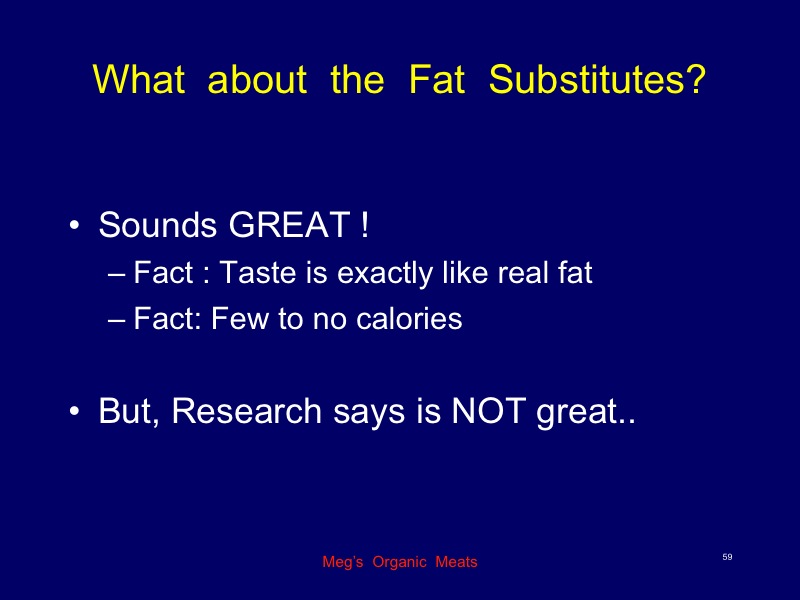 What about the Fat Substitutes?
• Sounds GREAT !
– Fact : Taste is exactly like real fat
– Fact: Few to no calories
• But, Research says is NOT great..
Meg’s Organic Meats
59